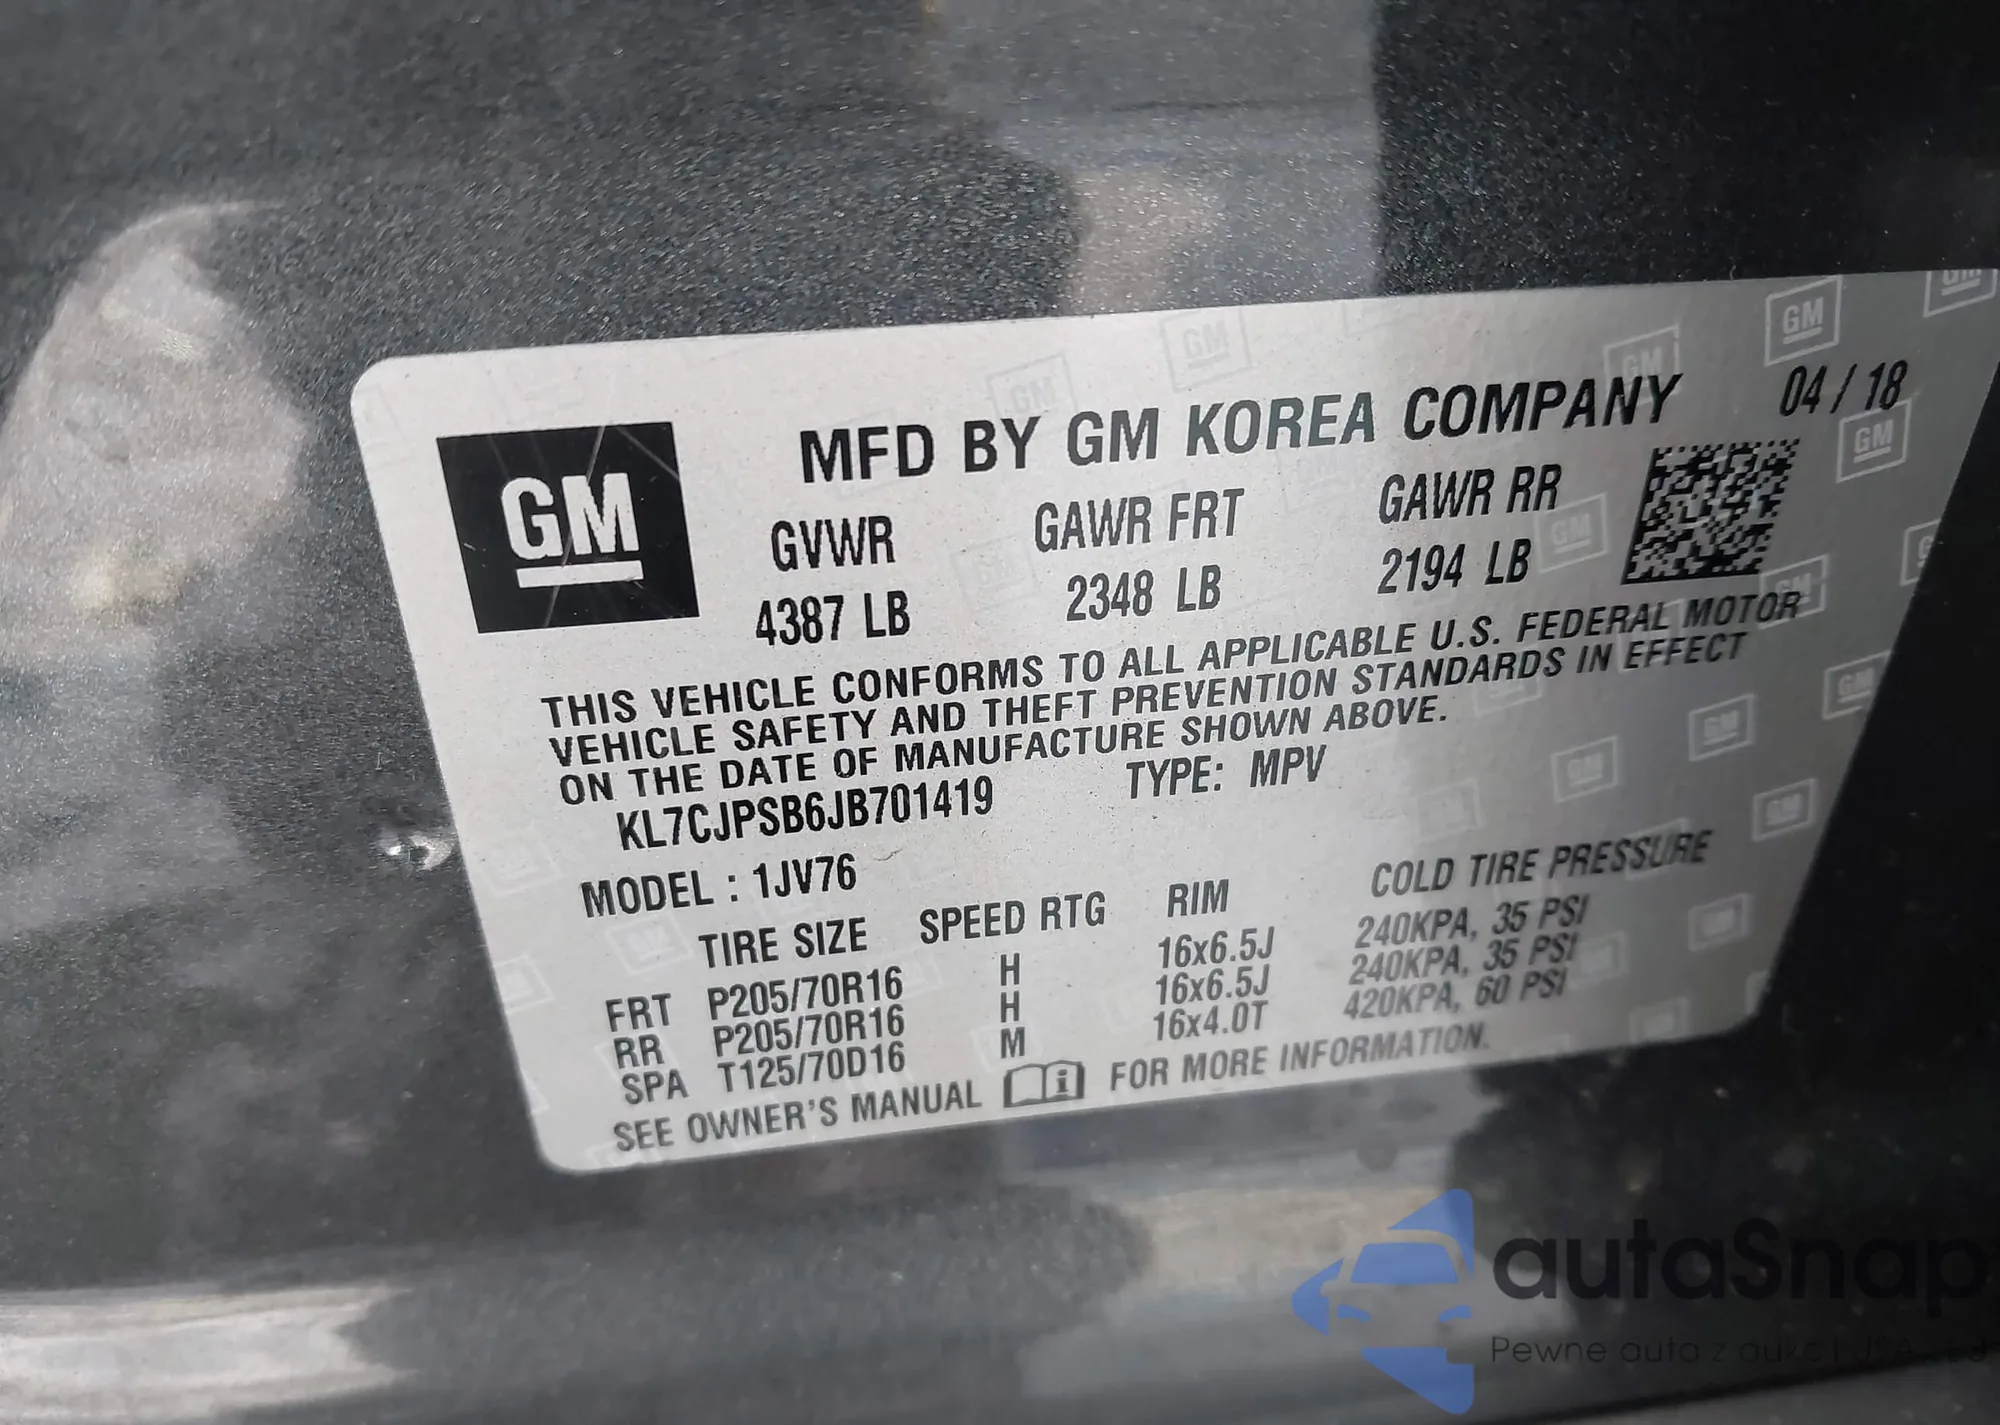 MFD BY GM KOREA COMPANY 04 / 18
GM
GVWR GAWR FRT GAWR RR
4387 LB 2348 LB 2194 LB
THIS VEHICLE CONFORMS TO ALL APPLICABLE U.S. FEDERAL MOTOR
VEHICLE SAFETY AND THEFT PREVENTION STANDARDS IN EFFECT
ON THE DATE OF MANUFACTURE SHOWN ABOVE.
KL7CJPSB6JB701419 TYPE: MPV
MODEL : 1JV76
TIRE SIZE SPEED RTG RIM COLD TIRE PRESSURE
FRT P205/70R16 H 16x6.5J 240KPA, 35 PSI
RR P205/70R16 H 16x6.5J 240KPA, 35 PSI
SPA T125/70D16 M 16x4.0T 420KPA, 60 PSI
SEE OWNER'S MANUAL FOR MORE INFORMATION.
autaSnap
Pewne auta z aukcji USA